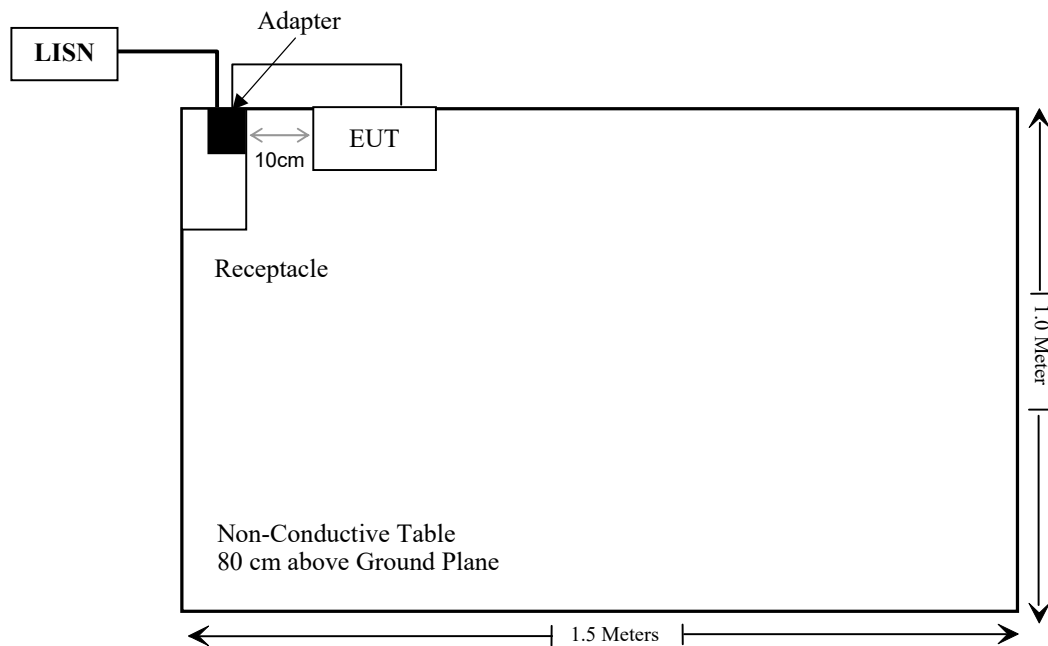 Adapter
LISN
EUT
10cm
Receptacle
1.0 Meter
Non-Conductive Table
80 cm above Ground Plane
1.5 Meters